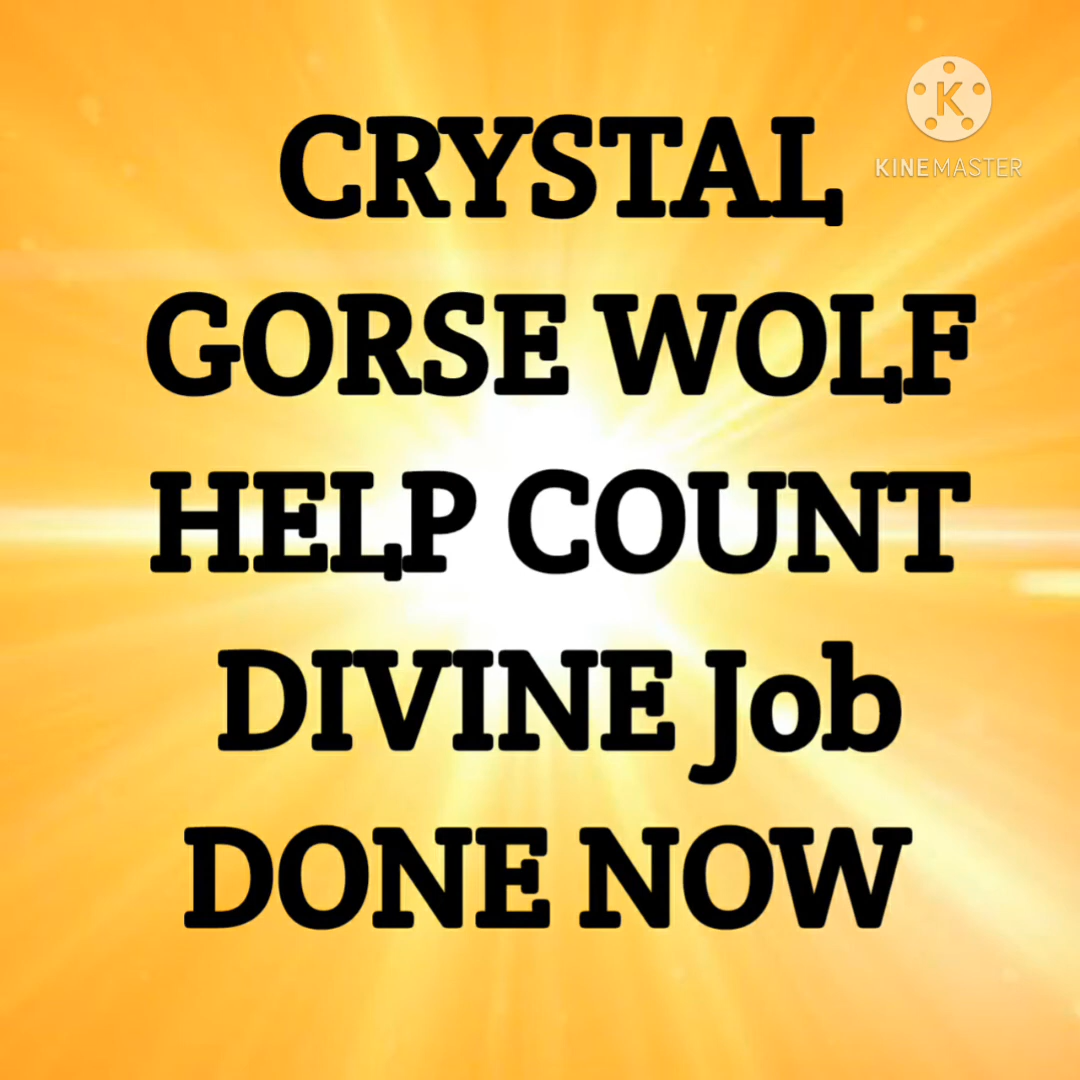 CRYSTAL
GORSE WOLF
HELP COUNT
DIVINE Job
DONE NOW
K
KINEMASTER